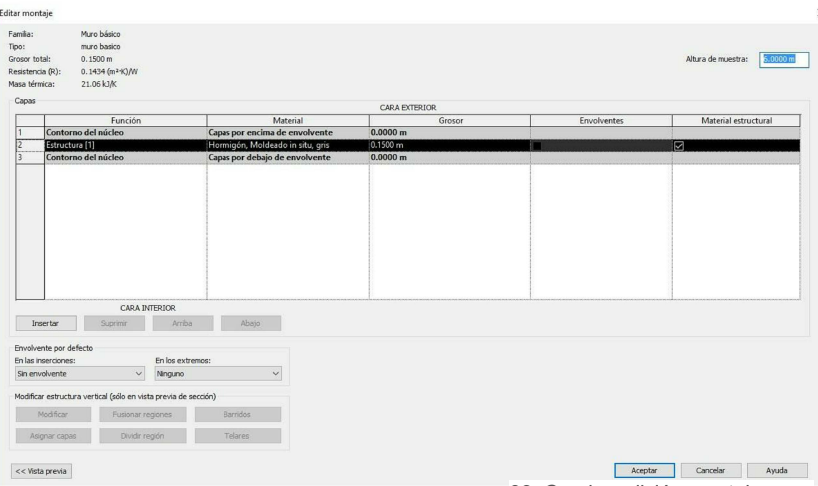 Editar montaje
Familia: Muro básico
Tipo: muro basico
Grosor total: 0.1500 m
Resistencia (R): 0.1434 (m²·K)/W
Masa térmica: 21.06 kJ/K
Altura de muestra: 6.0000 m
Capas
CARA EXTERIOR
Función Material Grosor Envolventes Material estructural
1 Contorno del núcleo Capas por encima de envolvente 0.0000 m
2 Estructura [1] Hormigón, Moldeado in situ, gris 0.1500 m
3 Contorno del núcleo Capas por debajo de envolvente 0.0000 m
CARA INTERIOR
Insertar Suprimir Arriba Abajo
Envolvente por defecto
En las inserciones: En los extremos:
Sin envolvente Ninguno
Modificar estructura vertical (sólo en vista previa de sección)
Modificar Fusionar regiones Barridos
Asignar capas Dividir región Telares
<< Vista previa Aceptar Cancelar Ayuda